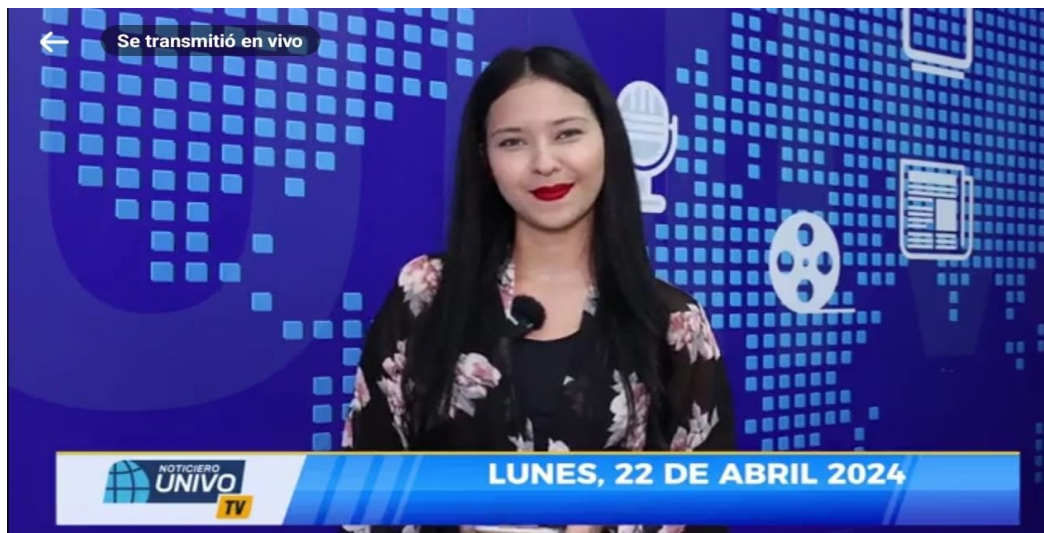 Se transmitió en vivo
NOTICIERO
UNIVO
TV
LUNES, 22 DE ABRIL 2024